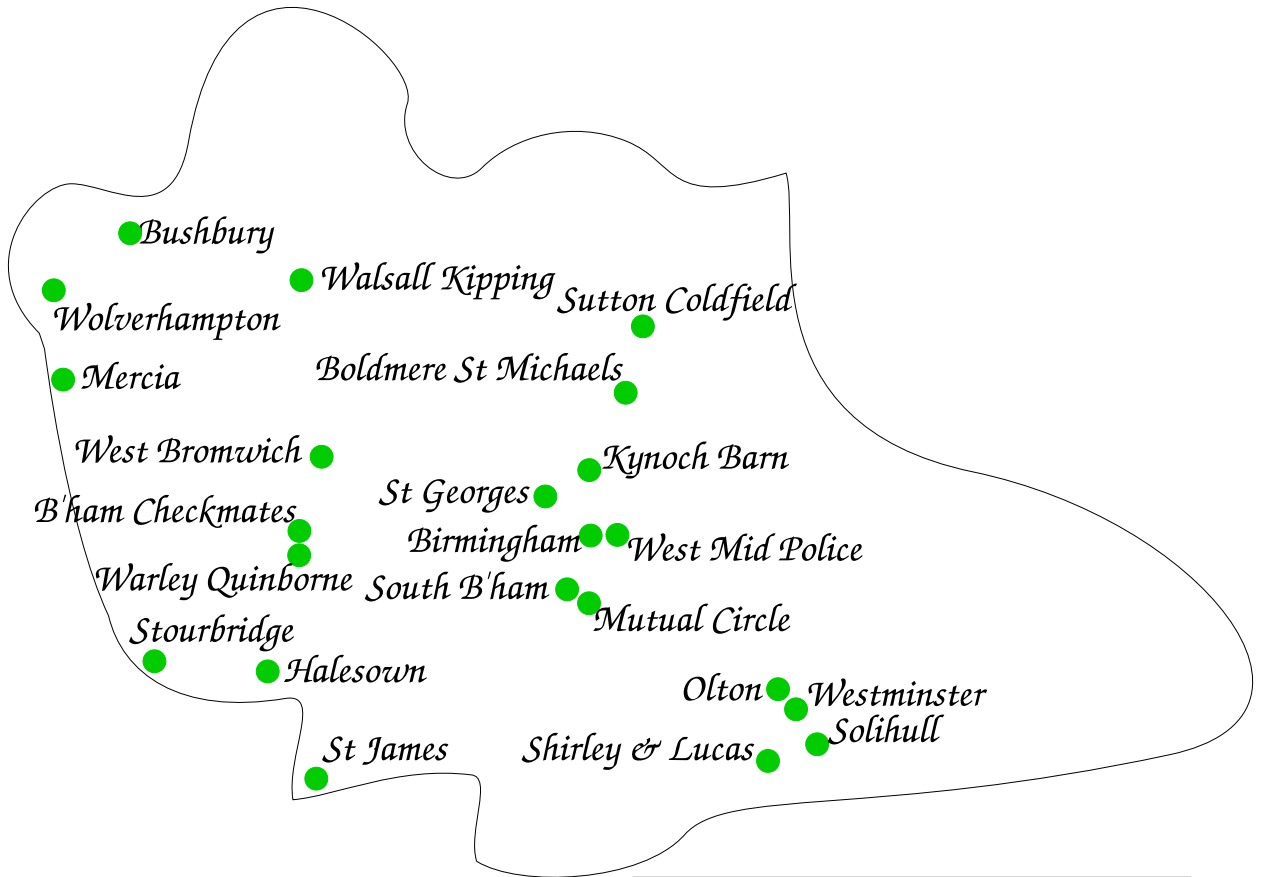 Bushbury
Walsall Kipping
Sutton Coldfield
Wolverhampton
Boldmere St Michaels
Mercia
West Bromwich
Kynoch Barn
St Georges
B'ham Checkmates
Birmingham
West Mid Police
Warley Quinborne
South B'ham
Mutual Circle
Stourbridge
Halesown
Olton
Westminster
Solihull
St James
Shirley & Lucas